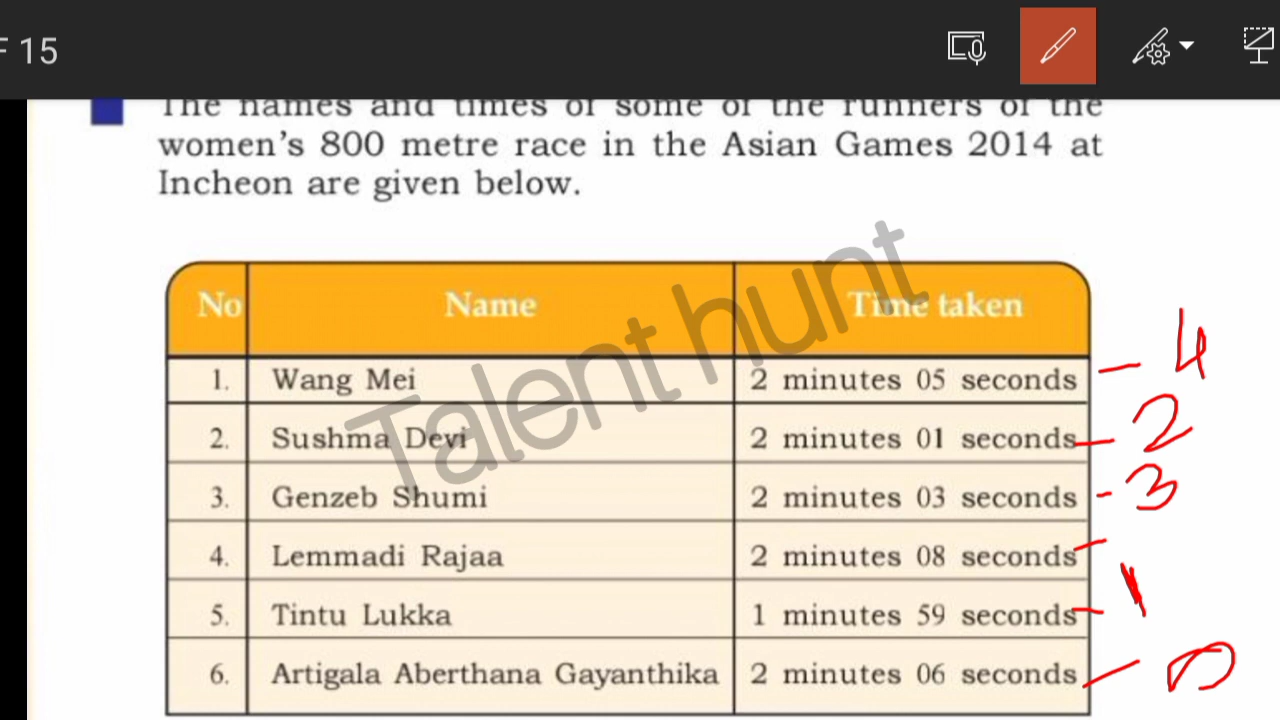 F 15
The names and times of some of the runners of the
women's 800 metre race in the Asian Games 2014 at
Incheon are given below.
No Name Time taken
1. Wang Mei 2 minutes 05 seconds - 4
2. Sushma Devi 2 minutes 01 seconds - 2
3. Genzeb Shumi 2 minutes 03 seconds - 3
4. Lemmadi Rajaa 2 minutes 08 seconds -
5. Tintu Lukka 1 minutes 59 seconds - 1
6. Artigala Aberthana Gayanthika 2 minutes 06 seconds -
Talent hunt